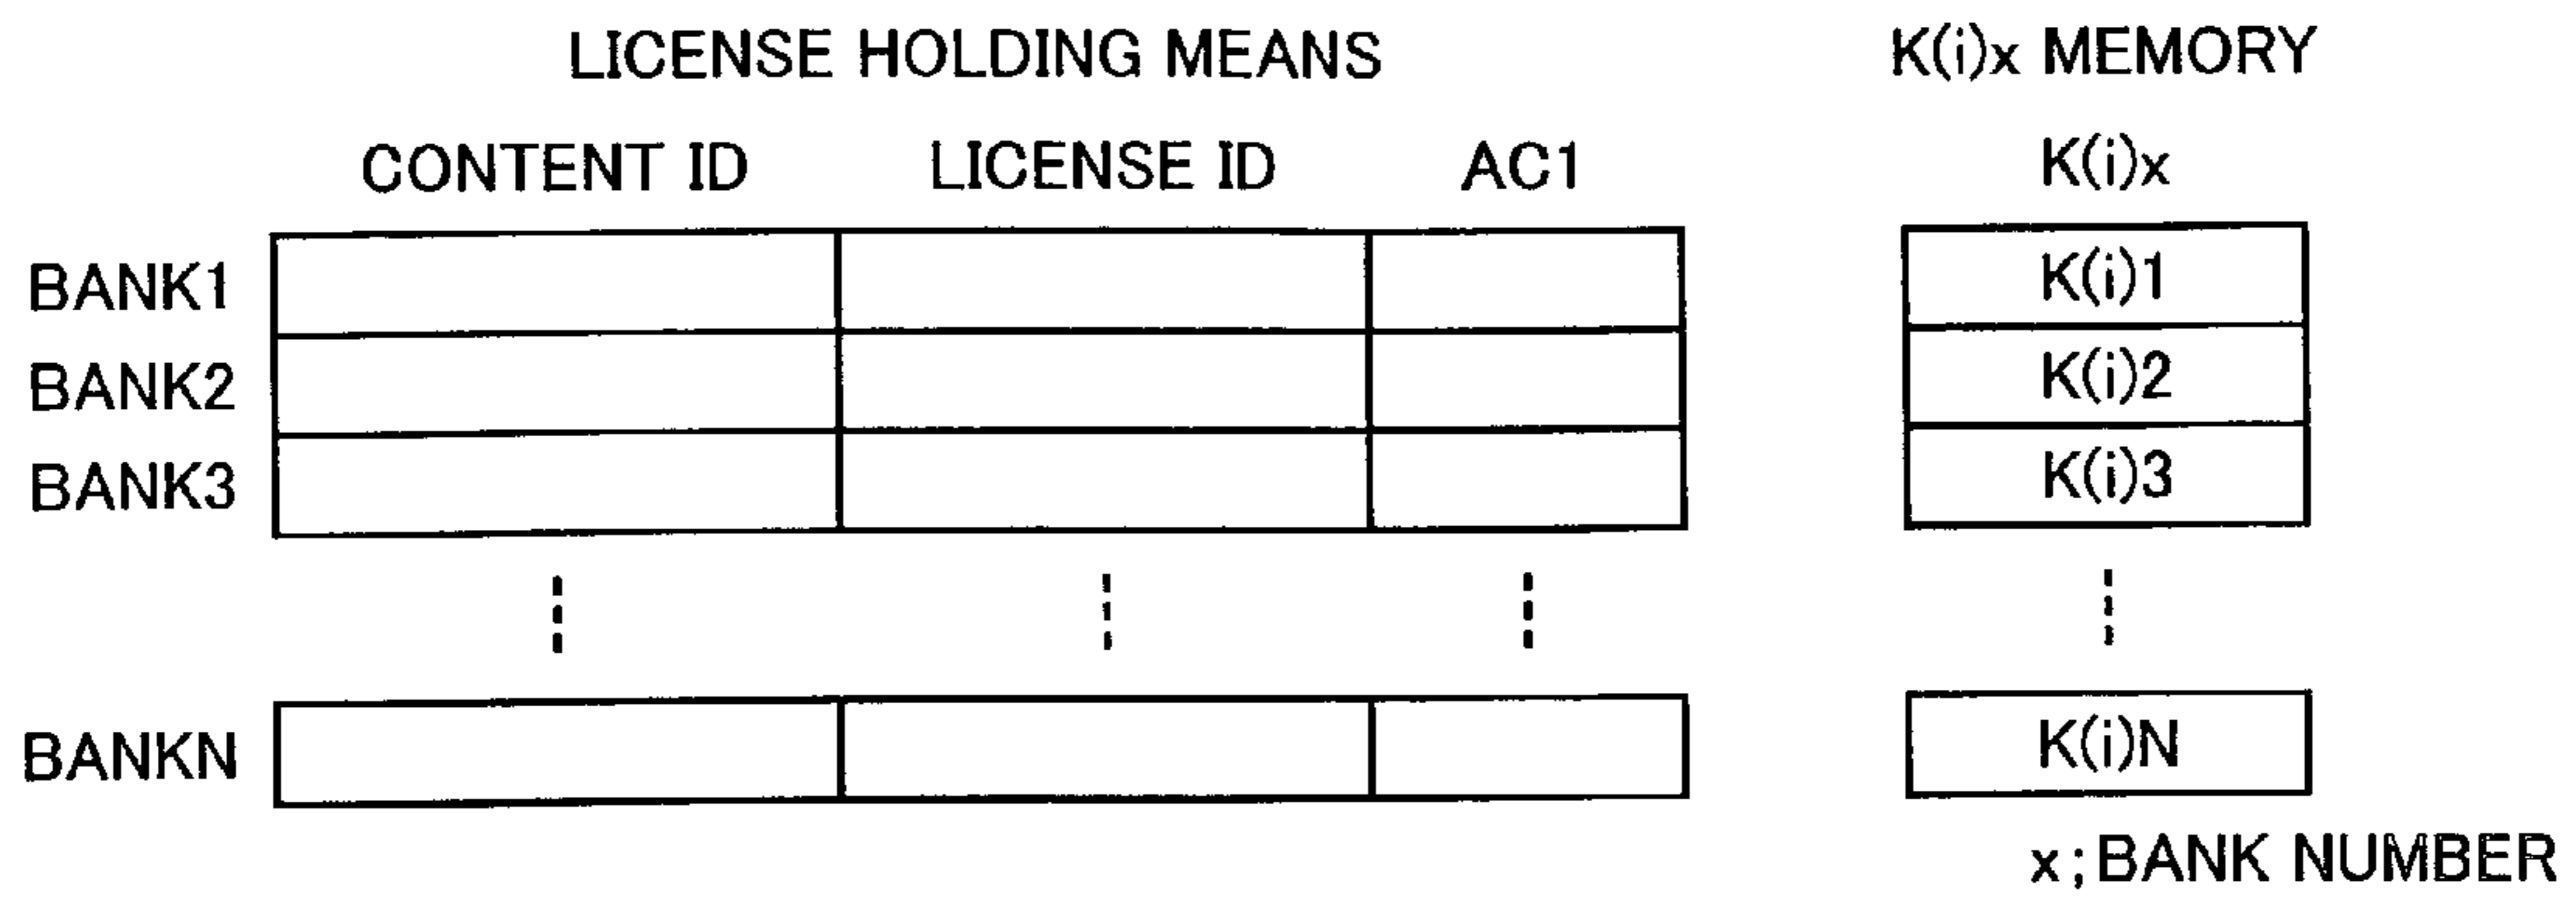 LICENSE HOLDING MEANS K(i)x MEMORY
CONTENT ID LICENSE ID AC1 K(i)x
BANK1 K(i)1
BANK2 K(i)2
BANK3 K(i)3
BANKN K(i)N
x;BANK NUMBER